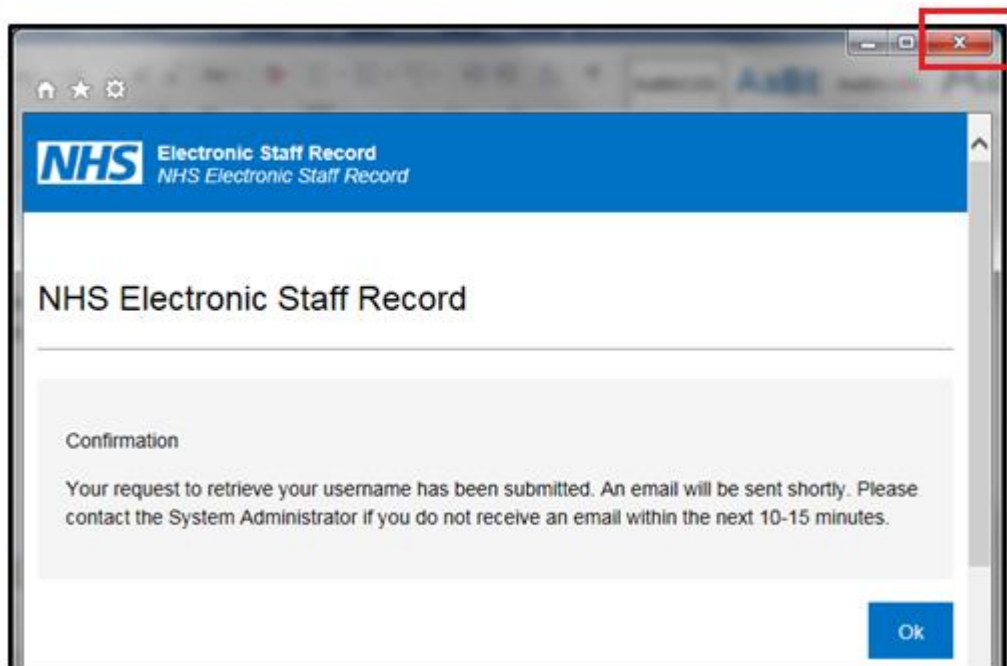 NHS
Electronic Staff Record
NHS Electronic Staff Record
NHS Electronic Staff Record
Confirmation
Your request to retrieve your username has been submitted. An email will be sent shortly. Please
contact the System Administrator if you do not receive an email within the next 10-15 minutes.
Ok